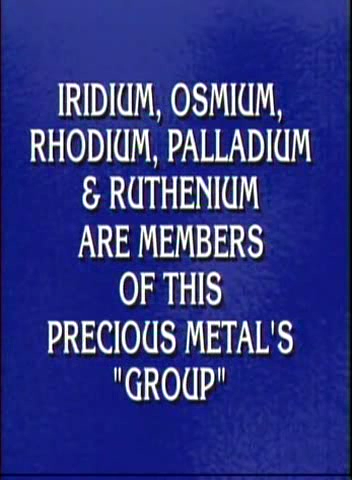 IRIDIUM, OSMIUM,
RHODIUM, PALLADIUM
& RUTHENIUM
ARE MEMBERS
OF THIS
PRECIOUS METAL'S
"GROUP"